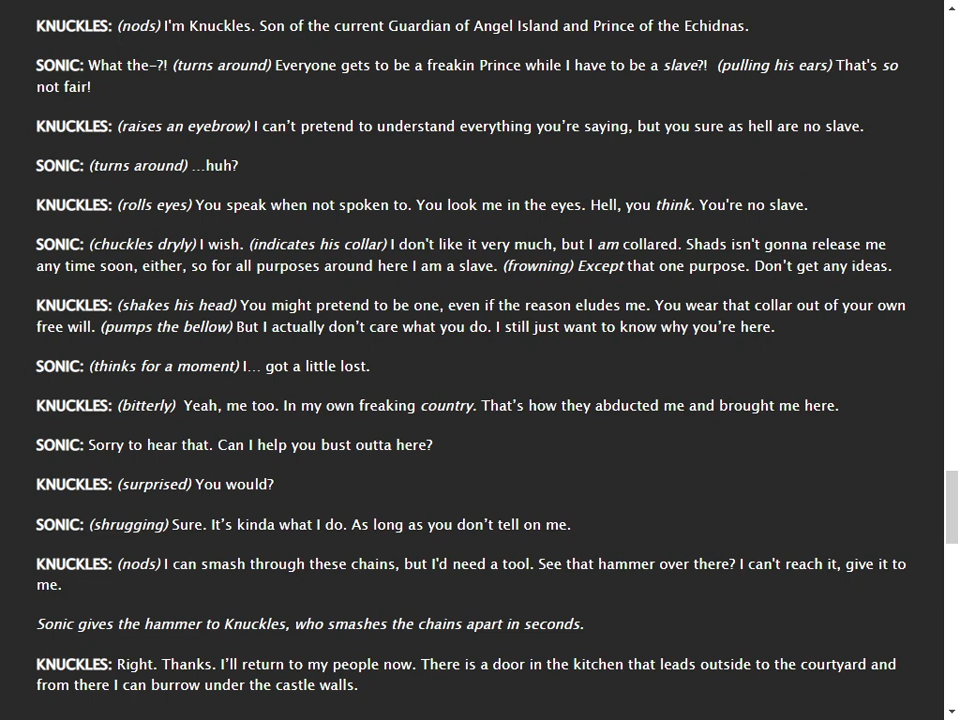 KNUCKLES: (nods) I'm Knuckles. Son of the current Guardian of Angel Island and Prince of the Echidnas.
SONIC: What the–?! (turns around) Everyone gets to be a freakin Prince while I have to be a slave?!  (pulling his ears) That's so
not fair!
KNUCKLES: (raises an eyebrow) I can’t pretend to understand everything you’re saying, but you sure as hell are no slave.
SONIC: (turns around) …huh?
KNUCKLES: (rolls eyes) You speak when not spoken to. You look me in the eyes. Hell, you think. You're no slave.
SONIC: (chuckles dryly) I wish. (indicates his collar) I don't like it very much, but I am collared. Shads isn't gonna release me
any time soon, either, so for all purposes around here I am a slave. (frowning) Except that one purpose. Don’t get any ideas.
KNUCKLES: (shakes his head) You might pretend to be one, even if the reason eludes me. You wear that collar out of your own
free will. (pumps the bellow) But I actually don’t care what you do. I still just want to know why you’re here.
SONIC: (thinks for a moment) I… got a little lost.
KNUCKLES: (bitterly)  Yeah, me too. In my own freaking country. That’s how they abducted me and brought me here.
SONIC: Sorry to hear that. Can I help you bust outta here?
KNUCKLES: (surprised) You would?
SONIC: (shrugging) Sure. It’s kinda what I do. As long as you don’t tell on me.
KNUCKLES: (nods) I can smash through these chains, but I'd need a tool. See that hammer over there? I can't reach it, give it to
me.
Sonic gives the hammer to Knuckles, who smashes the chains apart in seconds.
KNUCKLES: Right. Thanks. I’ll return to my people now. There is a door in the kitchen that leads outside to the courtyard and
from there I can burrow under the castle walls.